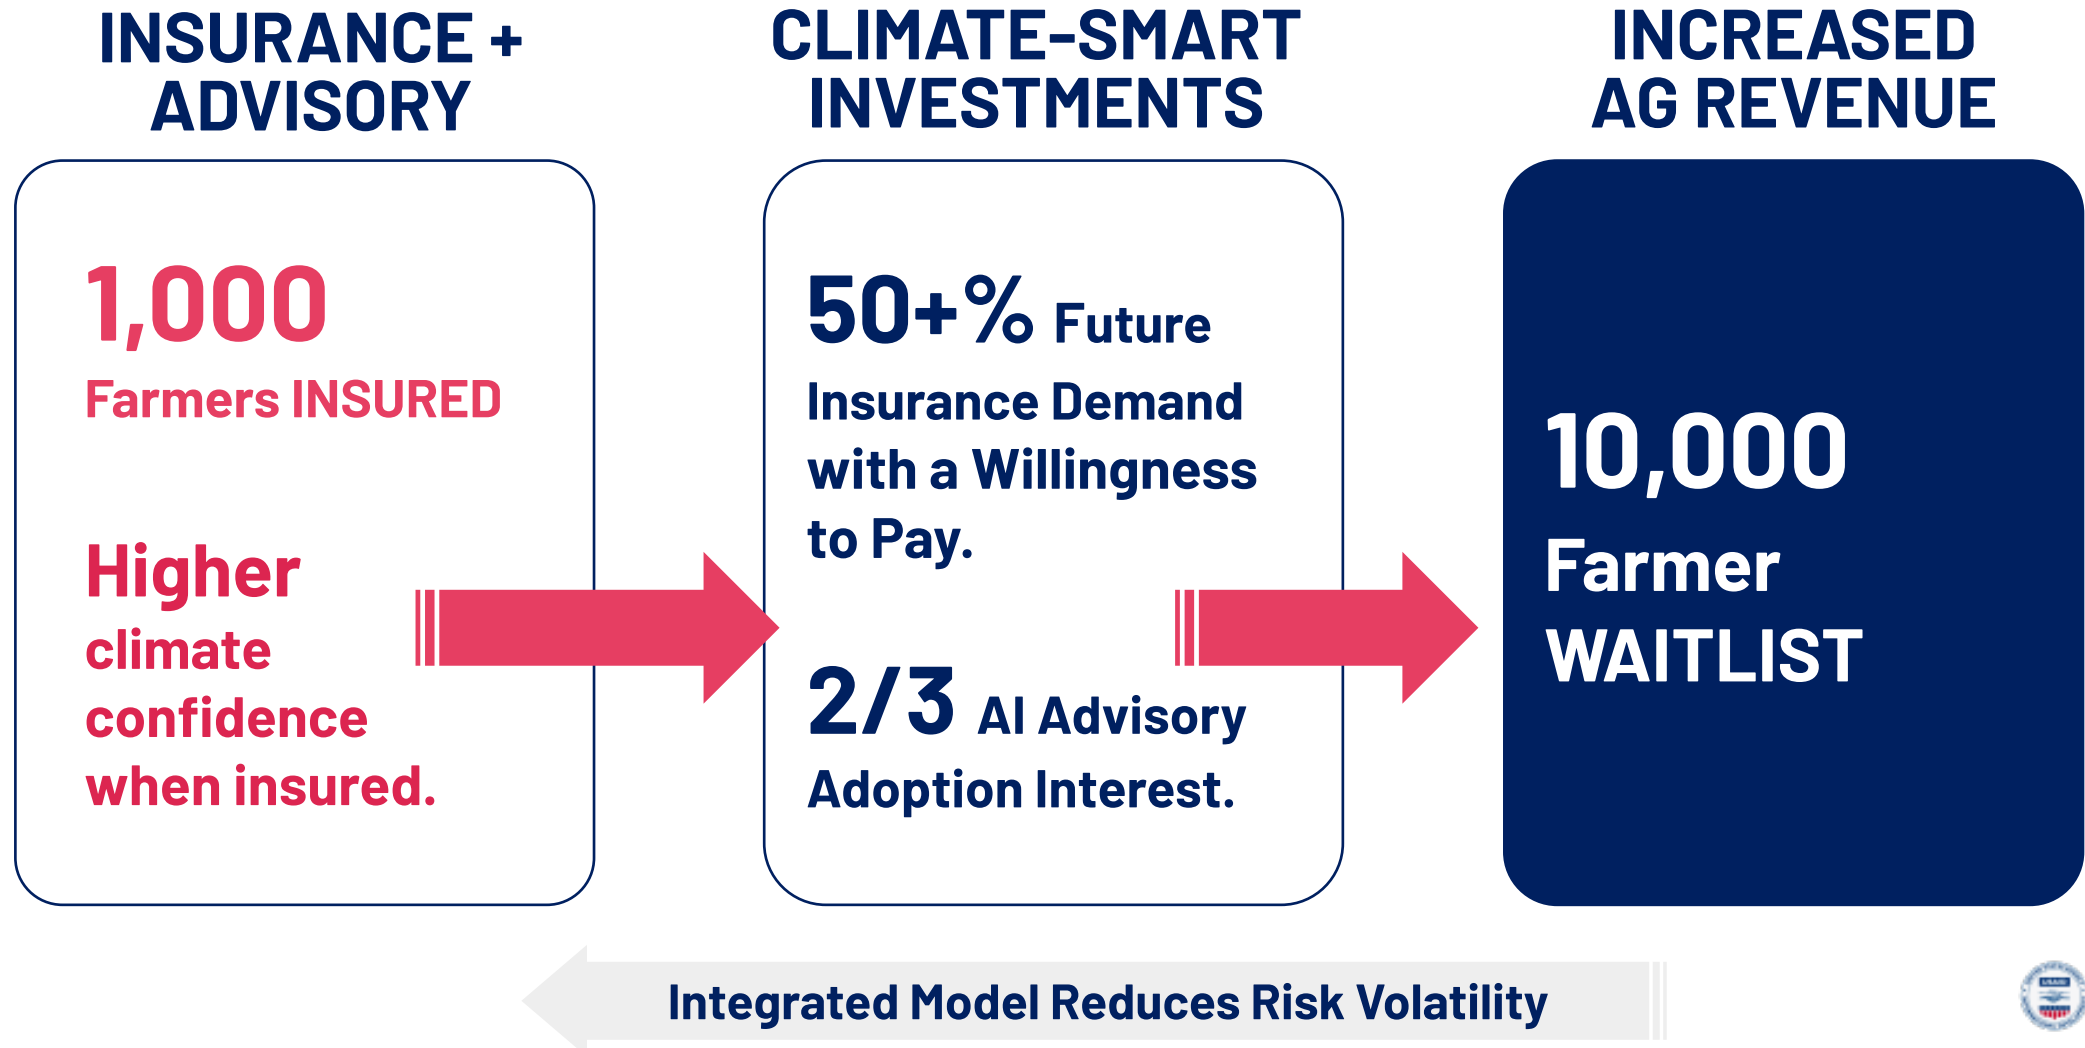 INSURANCE +
ADVISORY
1,000
Farmers INSURED
Higher
climate
confidence
when insured.
CLIMATE-SMART
INVESTMENTS
50+% Future
Insurance Demand
with a Willingness
to Pay.
2/3 AI Advisory
Adoption Interest.
INCREASED
AG REVENUE
10,000
Farmer
WAITLIST
Integrated Model Reduces Risk Volatility
USAID